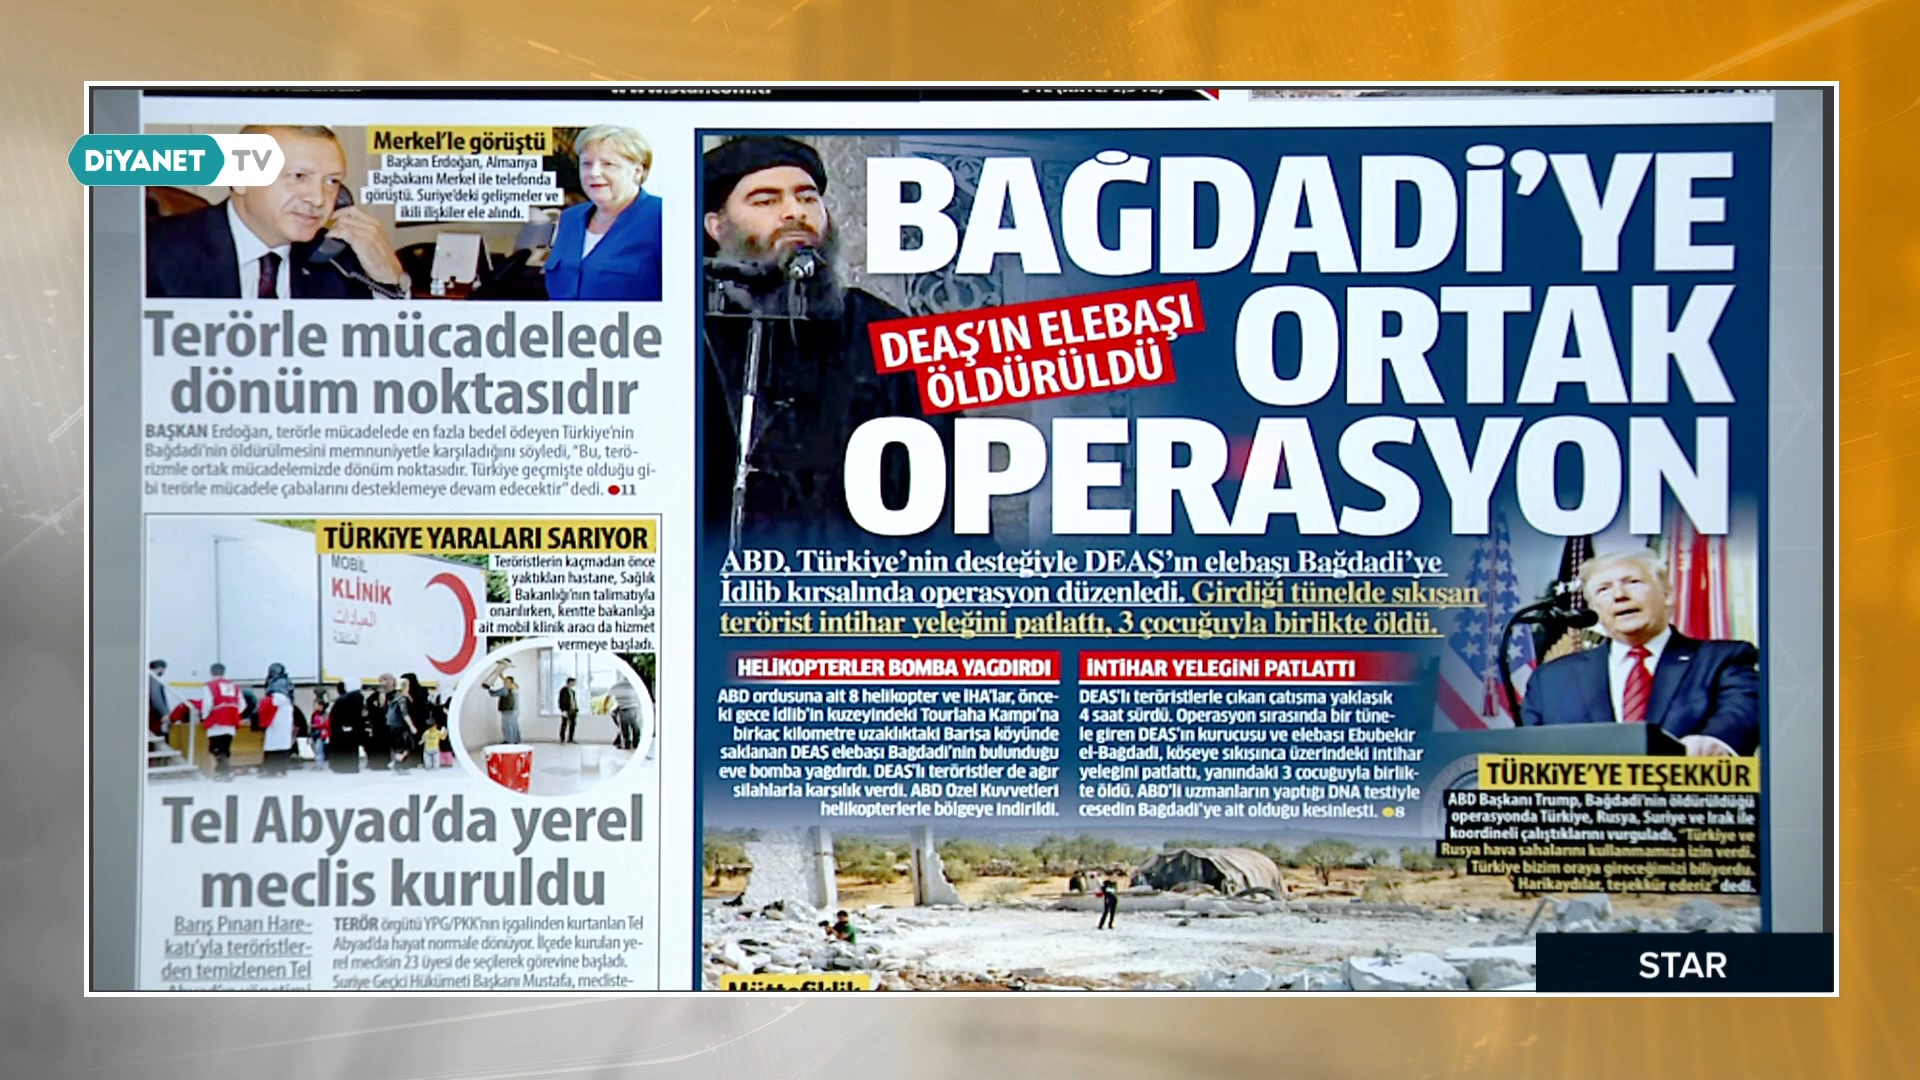 DİYANET TV
Merkel'le görüştü
Başkan Erdoğan, Almanya
Başbakanı Merkel ile telefonda
görüştü. Suriye'deki gelişmeler ve
ikili ilişkiler ele alındı.
Terörle mücadelede
dönüm noktasıdır
BAŞKAN Erdoğan, terörle mücadelede en fazla bedel ödeyen Türkiye'nin
Bağdadi'nin öldürülmesini memnuniyetle karşıladığını söyledi, "Bu, terö-
rizmle ortak mücadelemizde dönüm noktasıdır. Türkiye geçmişte olduğu gi-
bi terörle mücadele çabalarını desteklemeye devam edecektir" dedi. ●11
TÜRKİYE YARALARI SARIYOR
Teröristlerin kaçmadan önce
yaktıkları hastane, Sağlık
Bakanlığı'nın talimatıyla
onarılırken, kentte bakanlığa
ait mobil klinik aracı da hizmet
vermeye başladı.
MOBİL
KLİNİK
العيادات
المتنقلة
Tel Abyad'da yerel
meclis kuruldu
Barış Pınarı Hare-
katı'yla teröristler-
den temizlenen Tel
TERÖR örgütü YPG/PKK'nın işgalinden kurtarılan Tel
Abyad'da hayat normale dönüyor. İlçede kurulan ye-
rel meclisin 23 üyesi de seçilerek görevine başladı.
Suriye Geçici Hükümeti Başkanı Mustafa, mecliste-
BAĞDADİ'YE
ORTAK
OPERASYON
DEAŞ'IN ELEBAŞI
ÖLDÜRÜLDÜ
ABD, Türkiye'nin desteğiyle DEAŞ'ın elebaşı Bağdadi'ye
İdlib kırsalında operasyon düzenledi. Girdiği tünelde sıkışan
terörist intihar yeleğini patlattı, 3 çocuğuyla birlikte öldü.
HELİKOPTERLER BOMBA YAĞDIRDI
ABD ordusuna ait 8 helikopter ve İHA'lar, önce-
ki gece İdlib'in kuzeyindeki Tourlaha Kampı'na
birkaç kilometre uzaklıktaki Barisa köyünde
saklanan DEAŞ elebaşı Bağdadi'nin bulunduğu
eve bomba yağdırdı. DEAŞ'lı teröristler de ağır
silahlarla karşılık verdi. ABD Özel Kuvvetleri
helikopterlerle bölgeye indirildi.
İNTİHAR YELEĞİNİ PATLATTI
DEAŞ'lı teröristlerle çıkan çatışma yaklaşık
4 saat sürdü. Operasyon sırasında bir tüne-
le giren DEAŞ'ın kurucusu ve elebaşı Ebubekir
el-Bağdadi, köşeye sıkışınca üzerindeki intihar
yeleğini patlattı, yanındaki 3 çocuğuyla birlik-
te öldü. ABD'li uzmanların yaptığı DNA testiyle
cesedin Bağdadi'ye ait olduğu kesinleşti. ●8
TÜRKİYE'YE TEŞEKKÜR
ABD Başkanı Trump, Bağdadi'nin öldürüldüğü
operasyonda Türkiye, Rusya, Suriye ve Irak ile
koordineli çalıştıklarını vurguladı, "Türkiye ve
Rusya hava sahalarını kullanmamıza izin verdi.
Türkiye bizim oraya gireceğimizi biliyordu.
Harikaydılar, teşekkür ederiz" dedi.
STAR